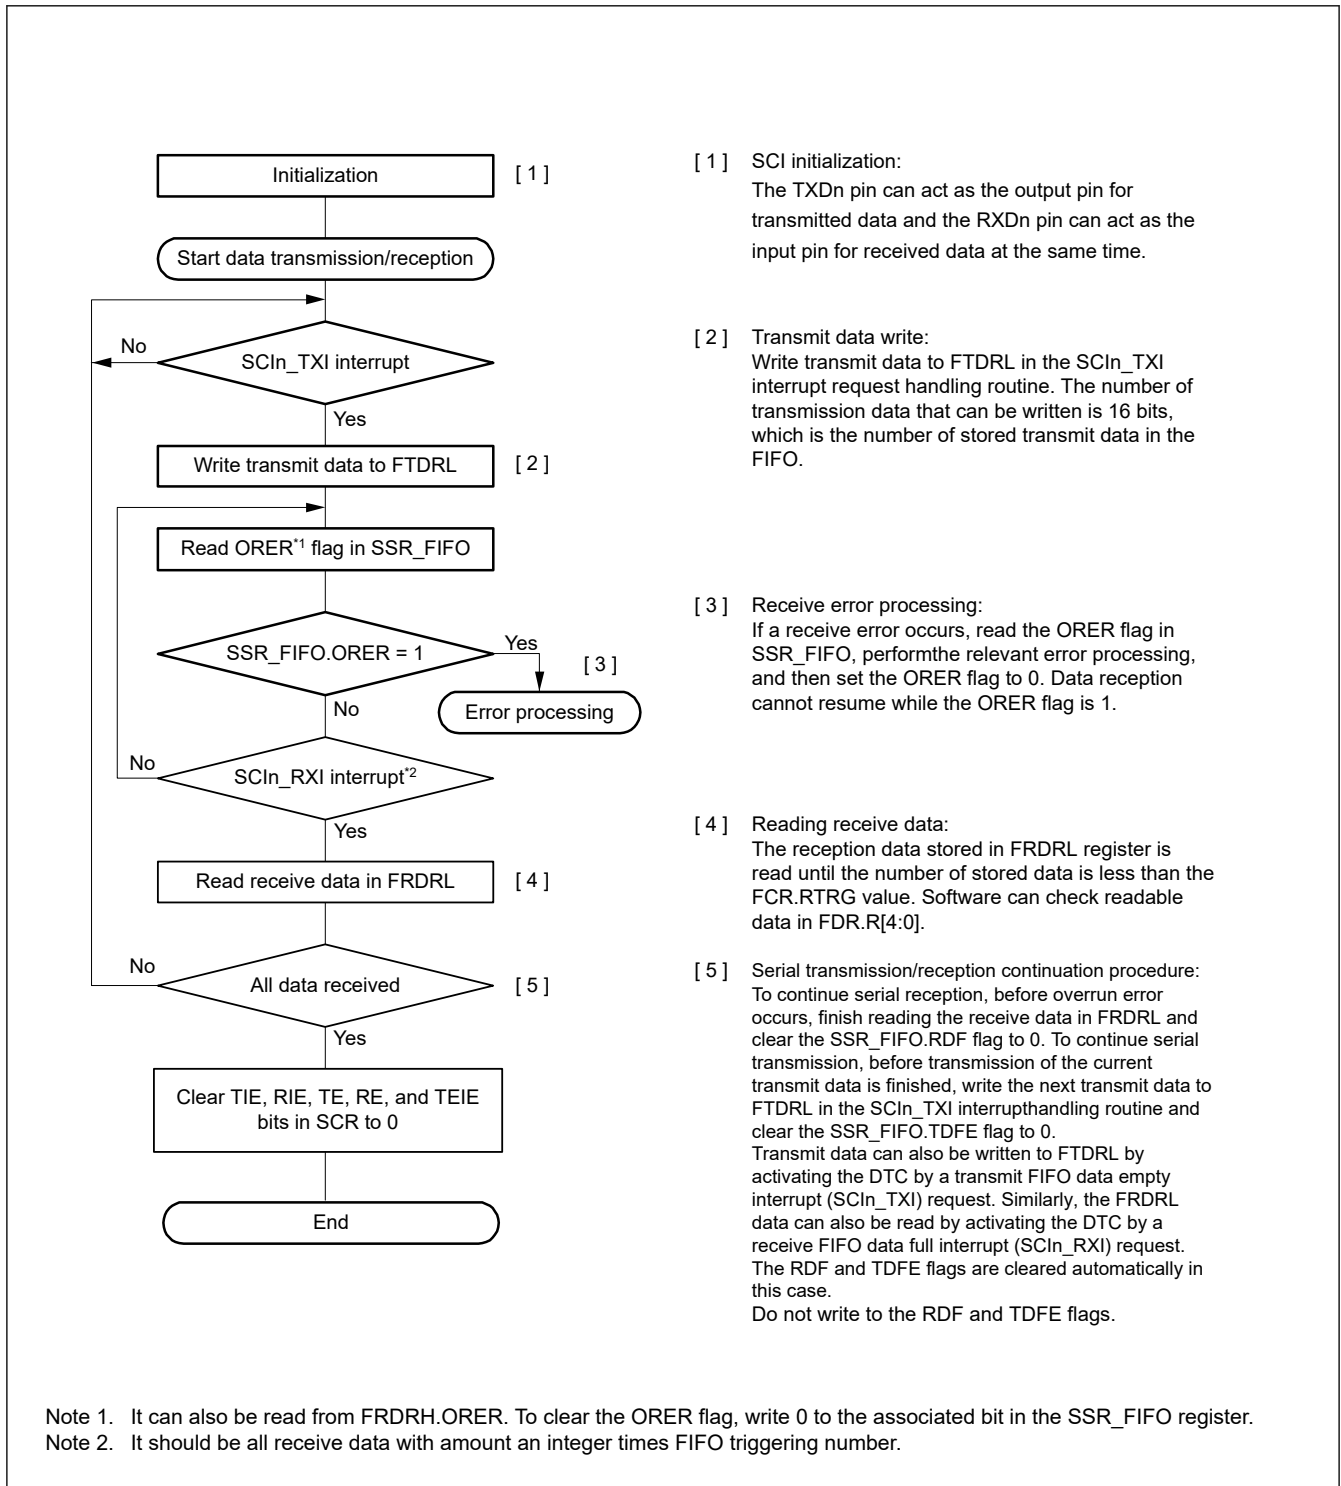 Initialization
[ 1 ]
Start data transmission/reception
No
SCIn_TXI interrupt
Yes
Write transmit data to FTDRL
[ 2 ]
Read ORER*1 flag in SSR_FIFO
SSR_FIFO.ORER = 1
Yes
[ 3 ]
No
Error processing
No
SCIn_RXI interrupt*2
Yes
Read receive data in FRDRL
[ 4 ]
No
All data received
[ 5 ]
Yes
Clear TIE, RIE, TE, RE, and TEIE
bits in SCR to 0
End
[ 1 ] SCI initialization:
The TXDn pin can act as the output pin for
transmitted data and the RXDn pin can act as the
input pin for received data at the same time.
[ 2 ] Transmit data write:
Write transmit data to FTDRL in the SCIn_TXI
interrupt request handling routine. The number of
transmission data that can be written is 16 bits,
which is the number of stored transmit data in the
FIFO.
[ 3 ] Receive error processing:
If a receive error occurs, read the ORER flag in
SSR_FIFO, performthe relevant error processing,
and then set the ORER flag to 0. Data reception
cannot resume while the ORER flag is 1.
[ 4 ] Reading receive data:
The reception data stored in FRDRL register is
read until the number of stored data is less than the
FCR.RTRG value. Software can check readable
data in FDR.R[4:0].
[ 5 ] Serial transmission/reception continuation procedure:
To continue serial reception, before overrun error
occurs, finish reading the receive data in FRDRL and
clear the SSR_FIFO.RDF flag to 0. To continue serial
transmission, before transmission of the current
transmit data is finished, write the next transmit data to
FTDRL in the SCIn_TXI interrupthandling routine and
clear the SSR_FIFO.TDFE flag to 0.
Transmit data can also be written to FTDRL by
activating the DTC by a transmit FIFO data empty
interrupt (SCIn_TXI) request. Similarly, the FRDRL
data can also be read by activating the DTC by a
receive FIFO data full interrupt (SCIn_RXI) request.
The RDF and TDFE flags are cleared automatically in
this case.
Do not write to the RDF and TDFE flags.
Note 1. It can also be read from FRDRH.ORER. To clear the ORER flag, write 0 to the associated bit in the SSR_FIFO register.
Note 2. It should be all receive data with amount an integer times FIFO triggering number.